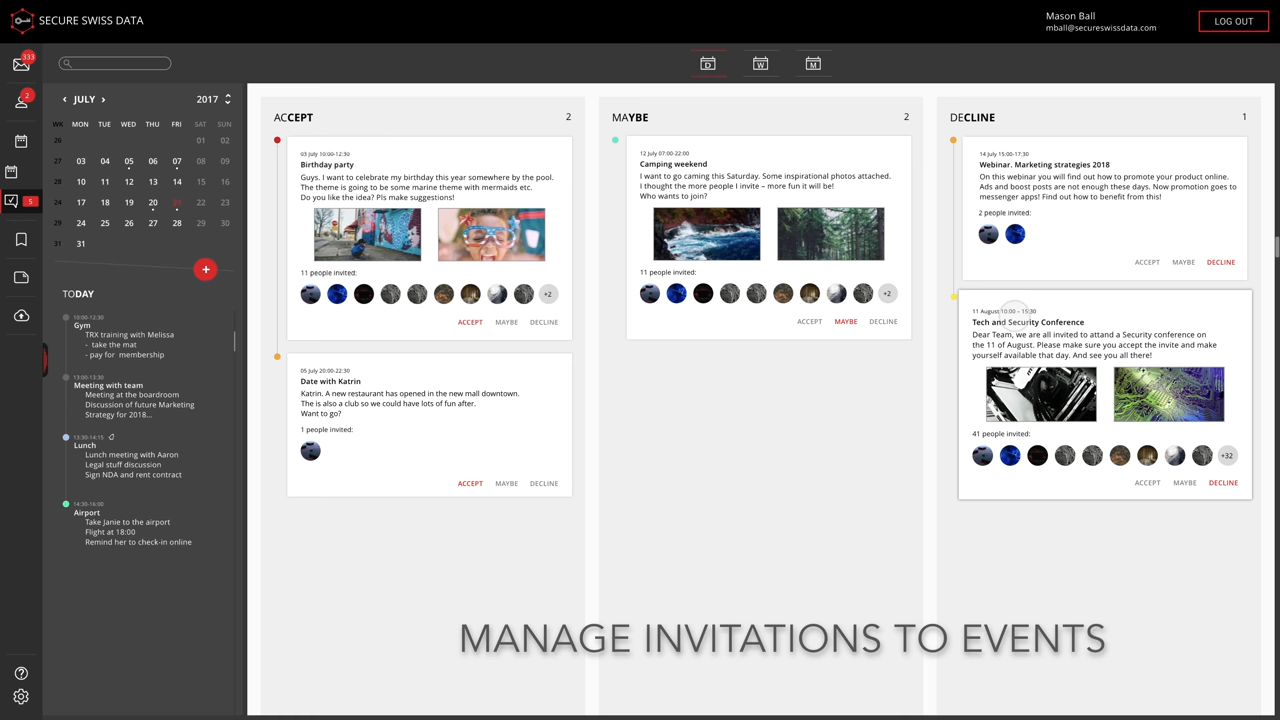 SECURE SWISS DATA
Mason Ball
mball@secureswissdata.com
LOG OUT
333
2
5
D
W
M
JULY
2017
WK MON TUE WED THU FRI SAT SUN
26 01 02
27 03 04 05 06 07 08 09
28 10 11 12 13 14 15 16
24 17 18 19 20 21 22 23
29 24 25 26 27 28 29 30
31 31
+
TODAY
10:00-12:30
Gym
TRX training with Melissa
- take the mat
- pay for membership
13:00-13:30
Meeting with team
Meeting at the boardroom
Discussion of future Marketing
Strategy for 2018...
13:30-14:15
Lunch
Lunch meeting with Aaron
Legal stuff discussion
Sign NDA and rent contract
14:30-16:00
Airport
Take Janie to the airport
Flight at 18:00
Remind her to check-in online
ACCEPT 2
03 July 10:00-12:30
Birthday party
Guys. I want to celebrate my birthday this year somewhere by the pool.
The theme is going to be some marine theme with mermaids etc.
Do you like the idea? Pls make suggestions!
11 people invited:
+2
ACCEPT MAYBE DECLINE
05 July 20:00-22:30
Date with Katrin
Katrin. A new restaurant has opened in the new mall downtown.
The is also a club so we could have lots of fun after.
Want to go?
1 people invited:
ACCEPT MAYBE DECLINE
MAYBE 2
12 July 07:00-22:00
Camping weekend
I want to go caming this Saturday. Some inspirational photos attached.
I thought the more people I invite – more fun it will be!
Who wants to join?
11 people invited:
+2
ACCEPT MAYBE DECLINE
DECLINE 1
14 July 15:00-17:30
Webinar. Marketing strategies 2018
On this webinar you will find out how to promote your product online.
Ads and boost posts are not enough these days. Now promotion goes to
messenger apps! Find out how to benefit from this!
2 people invited:
ACCEPT MAYBE DECLINE
11 August 10:00 – 15:30
Tech and Security Conference
Dear Team, we are all invited to attand a Security conference on
the 11 of August. Please make sure you accept the invite and make
yourself available that day. And see you all there!
41 people invited:
+32
ACCEPT MAYBE DECLINE
MANAGE INVITATIONS TO EVENTS
?